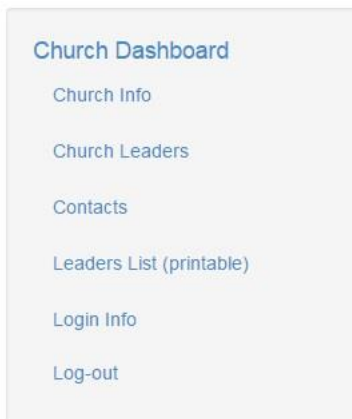 Church Dashboard
Church Info
Church Leaders
Contacts
Leaders List (printable)
Login Info
Log-out